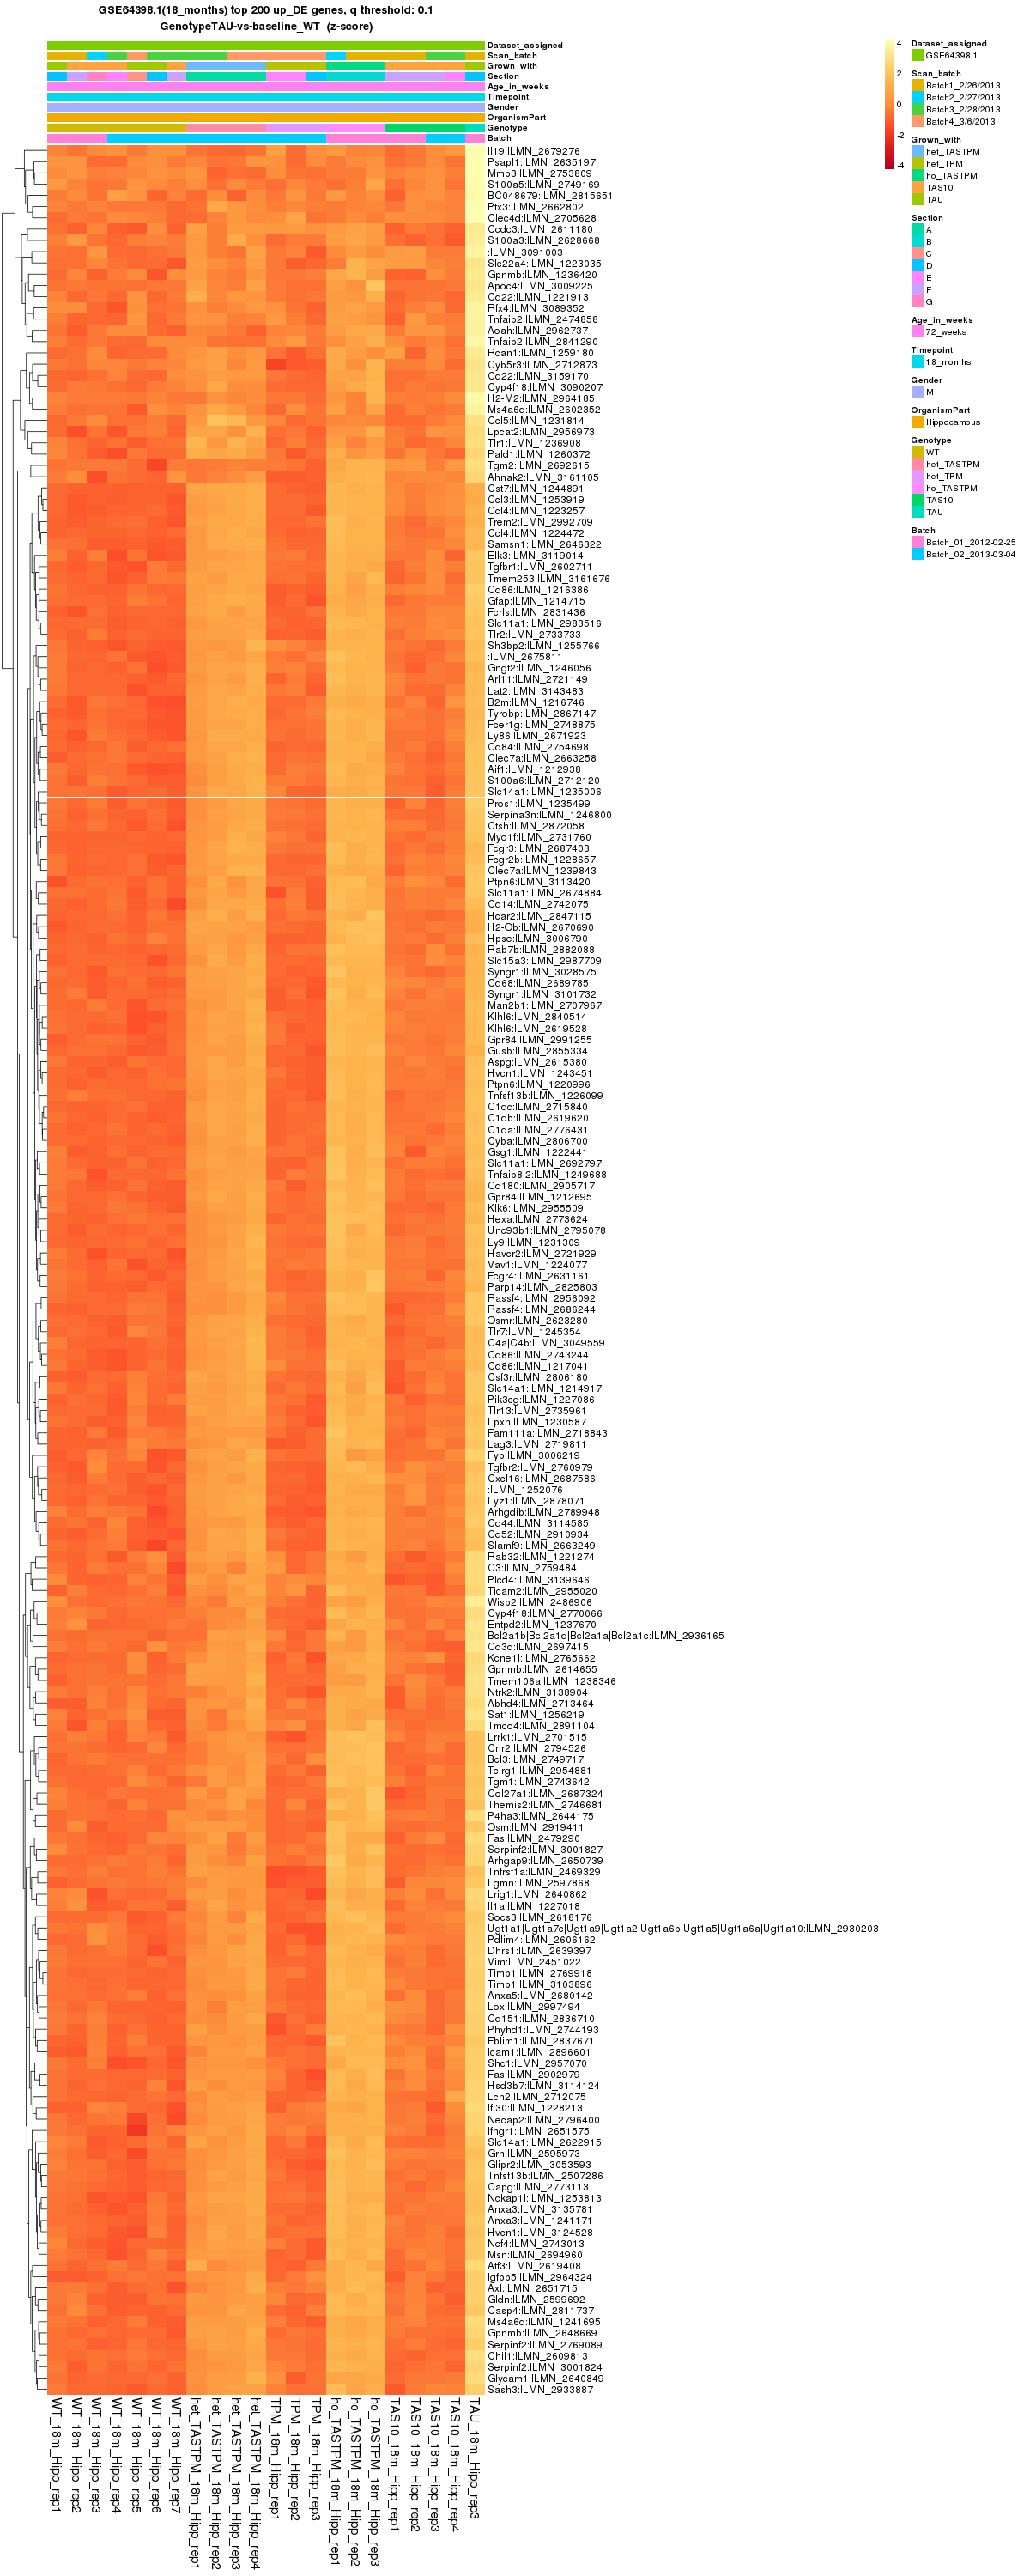 GSE64398.1(18_months) top 200 up_DE genes, q threshold: 0.1
GenotypeTAU-vs-baseline_WT (z-score)
Dataset_assigned
Scan_batch
Grown_with
Section
Age_in_weeks
Timepoint
Gender
OrganismPart
Genotype
Batch
Il19:ILMN_2679276
Psapl1:ILMN_2635197
Mmp3:ILMN_2753809
S100a5:ILMN_2749169
BC048679:ILMN_2815651
Ptx3:ILMN_2662802
Clec4d:ILMN_2705628
Ccdc3:ILMN_2611180
S100a3:ILMN_2628668
:ILMN_3091003
Slc22a4:ILMN_1223035
Gpnmb:ILMN_1236420
Apoc4:ILMN_3009225
Cd22:ILMN_1221913
Rfx4:ILMN_3089352
Tnfaip2:ILMN_2474858
Aoah:ILMN_2962737
Tnfaip2:ILMN_2841290
Rcan1:ILMN_1259180
Cyb5r3:ILMN_2712873
Cd22:ILMN_3159170
Cyp4f18:ILMN_3090207
H2-M2:ILMN_2964185
Ms4a6d:ILMN_2602352
Ccl5:ILMN_1231814
Lpcat2:ILMN_2956973
Tlr1:ILMN_1236908
Pald1:ILMN_1260372
Tgm2:ILMN_2692615
Ahnak2:ILMN_3161105
Cst7:ILMN_1244891
Ccl3:ILMN_1253919
Ccl4:ILMN_1223257
Trem2:ILMN_2992709
Ccl4:ILMN_1224472
Samsn1:ILMN_2646322
Elk3:ILMN_3119014
Tgfbr1:ILMN_2602711
Tmem253:ILMN_3161676
Cd86:ILMN_1216386
Gfap:ILMN_1214715
Fcrls:ILMN_2831436
Slc11a1:ILMN_2983516
Tlr2:ILMN_2733733
Sh3bp2:ILMN_1255766
:ILMN_2675811
Gngt2:ILMN_1246056
Arl11:ILMN_2721149
Lat2:ILMN_3143483
B2m:ILMN_1216746
Tyrobp:ILMN_2867147
Fcer1g:ILMN_2748875
Ly86:ILMN_2671923
Cd84:ILMN_2754698
Clec7a:ILMN_2663258
Aif1:ILMN_1212938
S100a6:ILMN_2712120
Slc14a1:ILMN_1235006
Pros1:ILMN_1235499
Serpina3n:ILMN_1246800
Ctsh:ILMN_2872058
Myo1f:ILMN_2731760
Fcgr3:ILMN_2687403
Fcgr2b:ILMN_1228657
Clec7a:ILMN_1239843
Ptpn6:ILMN_3113420
Slc11a1:ILMN_2674884
Cd14:ILMN_2742075
Hcar2:ILMN_2847115
H2-Ob:ILMN_2670690
Hpse:ILMN_3006790
Rab7b:ILMN_2882088
Slc15a3:ILMN_2987709
Syngr1:ILMN_3028575
Cd68:ILMN_2689785
Syngr1:ILMN_3101732
Man2b1:ILMN_2707967
Klhl6:ILMN_2840514
Klhl6:ILMN_2619528
Gpr84:ILMN_2991255
Gusb:ILMN_2855334
Aspg:ILMN_2615380
Hvcn1:ILMN_1243451
Ptpn6:ILMN_1220996
Tnfsf13b:ILMN_1226099
C1qc:ILMN_2715840
C1qb:ILMN_2619620
C1qa:ILMN_2776431
Cyba:ILMN_2806700
Gsg1:ILMN_1222441
Slc11a1:ILMN_2692797
Tnfaip8l2:ILMN_1249688
Cd180:ILMN_2905717
Gpr84:ILMN_1212695
Klk6:ILMN_2955509
Hexa:ILMN_2773624
Unc93b1:ILMN_2795078
Ly9:ILMN_1231309
Havcr2:ILMN_2721929
Vav1:ILMN_1224077
Fcgr4:ILMN_2631161
Parp14:ILMN_2825803
Rassf4:ILMN_2956092
Rassf4:ILMN_2686244
Osmr:ILMN_2623280
Tlr7:ILMN_1245354
C4a|C4b:ILMN_3049559
Cd86:ILMN_2743244
Cd86:ILMN_1217041
Csf3r:ILMN_2806180
Slc14a1:ILMN_1214917
Pik3cg:ILMN_1227086
Tlr13:ILMN_2735961
Lpxn:ILMN_1230587
Fam111a:ILMN_2718843
Lag3:ILMN_2719811
Fyb:ILMN_3006219
Tgfbr2:ILMN_2760979
Cxcl16:ILMN_2687586
:ILMN_1252076
Lyz1:ILMN_2878071
Arhgdib:ILMN_2789948
Cd44:ILMN_3114585
Cd52:ILMN_2910934
Slamf9:ILMN_2663249
Rab32:ILMN_1221274
C3:ILMN_2759484
Plcd4:ILMN_3139646
Ticam2:ILMN_2955020
Wisp2:ILMN_2486906
Cyp4f18:ILMN_2770066
Entpd2:ILMN_1237670
Bcl2a1b|Bcl2a1d|Bcl2a1a|Bcl2a1c:ILMN_2936165
Cd3d:ILMN_2697415
Kcne1l:ILMN_2765662
Gpnmb:ILMN_2614655
Tmem106a:ILMN_1238346
Ntrk2:ILMN_3138904
Abhd4:ILMN_2713464
Sat1:ILMN_1256219
Tmco4:ILMN_2891104
Lrrk1:ILMN_2701515
Cnr2:ILMN_2794526
Bcl3:ILMN_2749717
Tcirg1:ILMN_2954881
Tgm1:ILMN_2743642
Col27a1:ILMN_2687324
Themis2:ILMN_2746681
P4ha3:ILMN_2644175
Osm:ILMN_2919411
Fas:ILMN_2479290
Serpinf2:ILMN_3001827
Arhgap9:ILMN_2650739
Tnfrsf1a:ILMN_2469329
Lgmn:ILMN_2597868
Lrig1:ILMN_2640862
Il1a:ILMN_1227018
Socs3:ILMN_2618176
Ugt1a1|Ugt1a7c|Ugt1a9|Ugt1a2|Ugt1a6b|Ugt1a5|Ugt1a6a|Ugt1a10:ILMN_2930203
Pdlim4:ILMN_2606162
Dhrs1:ILMN_2639397
Vim:ILMN_2451022
Timp1:ILMN_2769918
Timp1:ILMN_3103896
Anxa5:ILMN_2680142
Lox:ILMN_2997494
Cd151:ILMN_2836710
Phyhd1:ILMN_2744193
Fblim1:ILMN_2837671
Icam1:ILMN_2896601
Shc1:ILMN_2957070
Fas:ILMN_2902979
Hsd3b7:ILMN_3114124
Lcn2:ILMN_2712075
Ifi30:ILMN_1228213
Necap2:ILMN_2796400
Ifngr1:ILMN_2651575
Slc14a1:ILMN_2622915
Grn:ILMN_2595973
Glipr2:ILMN_3053593
Tnfsf13b:ILMN_2507286
Capg:ILMN_2773113
Nckap1l:ILMN_1253813
Anxa3:ILMN_3135781
Anxa3:ILMN_1241171
Hvcn1:ILMN_3124528
Ncf4:ILMN_2743013
Msn:ILMN_2694960
Atf3:ILMN_2619408
Igfbp5:ILMN_2964324
Axl:ILMN_2651715
Gldn:ILMN_2599692
Casp4:ILMN_2811737
Ms4a6d:ILMN_1241695
Gpnmb:ILMN_2648669
Serpinf2:ILMN_2769089
Chil1:ILMN_2609813
Serpinf2:ILMN_3001824
Glycam1:ILMN_2640849
Sash3:ILMN_2933887
WT_18m_Hipp_rep1
WT_18m_Hipp_rep2
WT_18m_Hipp_rep3
WT_18m_Hipp_rep4
WT_18m_Hipp_rep5
WT_18m_Hipp_rep6
WT_18m_Hipp_rep7
het_TASTPM_18m_Hipp_rep1
het_TASTPM_18m_Hipp_rep2
het_TASTPM_18m_Hipp_rep3
het_TASTPM_18m_Hipp_rep4
TPM_18m_Hipp_rep1
TPM_18m_Hipp_rep2
TPM_18m_Hipp_rep3
ho_TASTPM_18m_Hipp_rep1
ho_TASTPM_18m_Hipp_rep2
ho_TASTPM_18m_Hipp_rep3
TAS10_18m_Hipp_rep1
TAS10_18m_Hipp_rep2
TAS10_18m_Hipp_rep3
TAS10_18m_Hipp_rep4
TAU_18m_Hipp_rep3
4
2
0
-2
-4
Dataset_assigned
GSE64398.1
Scan_batch
Batch1_2/26/2013
Batch2_2/27/2013
Batch3_2/28/2013
Batch4_3/6/2013
Grown_with
het_TASTPM
het_TPM
ho_TASTPM
TAS10
TAU
Section
A
B
C
D
E
F
G
Age_in_weeks
72_weeks
Timepoint
18_months
Gender
M
OrganismPart
Hippocampus
Genotype
WT
het_TASTPM
het_TPM
ho_TASTPM
TAS10
TAU
Batch
Batch_01_2012-02-25
Batch_02_2013-03-04